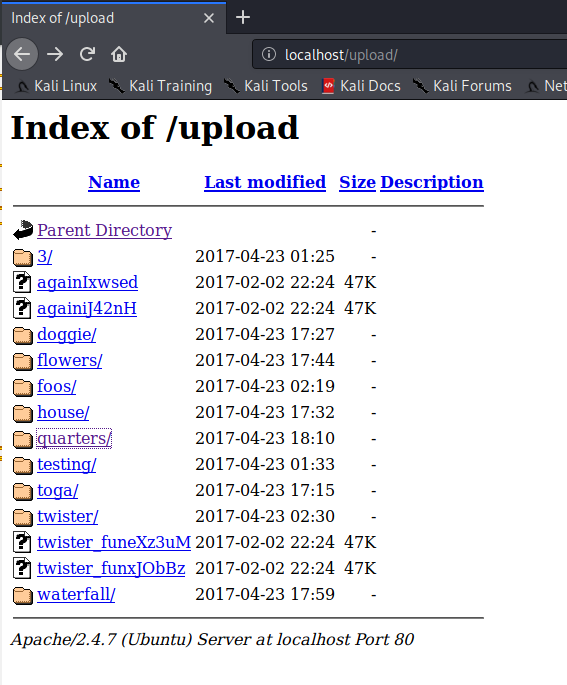 Index of /upload
localhost/upload/
Kali Linux Kali Training Kali Tools Kali Docs Kali Forums Net
Index of /upload
Name Last modified Size Description
Parent Directory -
3/ 2017-04-23 01:25 -
againIxwsed 2017-02-02 22:24 47K
againiJ42nH 2017-02-02 22:24 47K
doggie/ 2017-04-23 17:27 -
flowers/ 2017-04-23 17:44 -
foos/ 2017-04-23 02:19 -
house/ 2017-04-23 17:32 -
quarters/ 2017-04-23 18:10 -
testing/ 2017-04-23 01:33 -
toga/ 2017-04-23 17:15 -
twister/ 2017-04-23 02:30 -
twister_funeXz3uM 2017-02-02 22:24 47K
twister_funxJObBz 2017-02-02 22:24 47K
waterfall/ 2017-04-23 17:59 -
Apache/2.4.7 (Ubuntu) Server at localhost Port 80